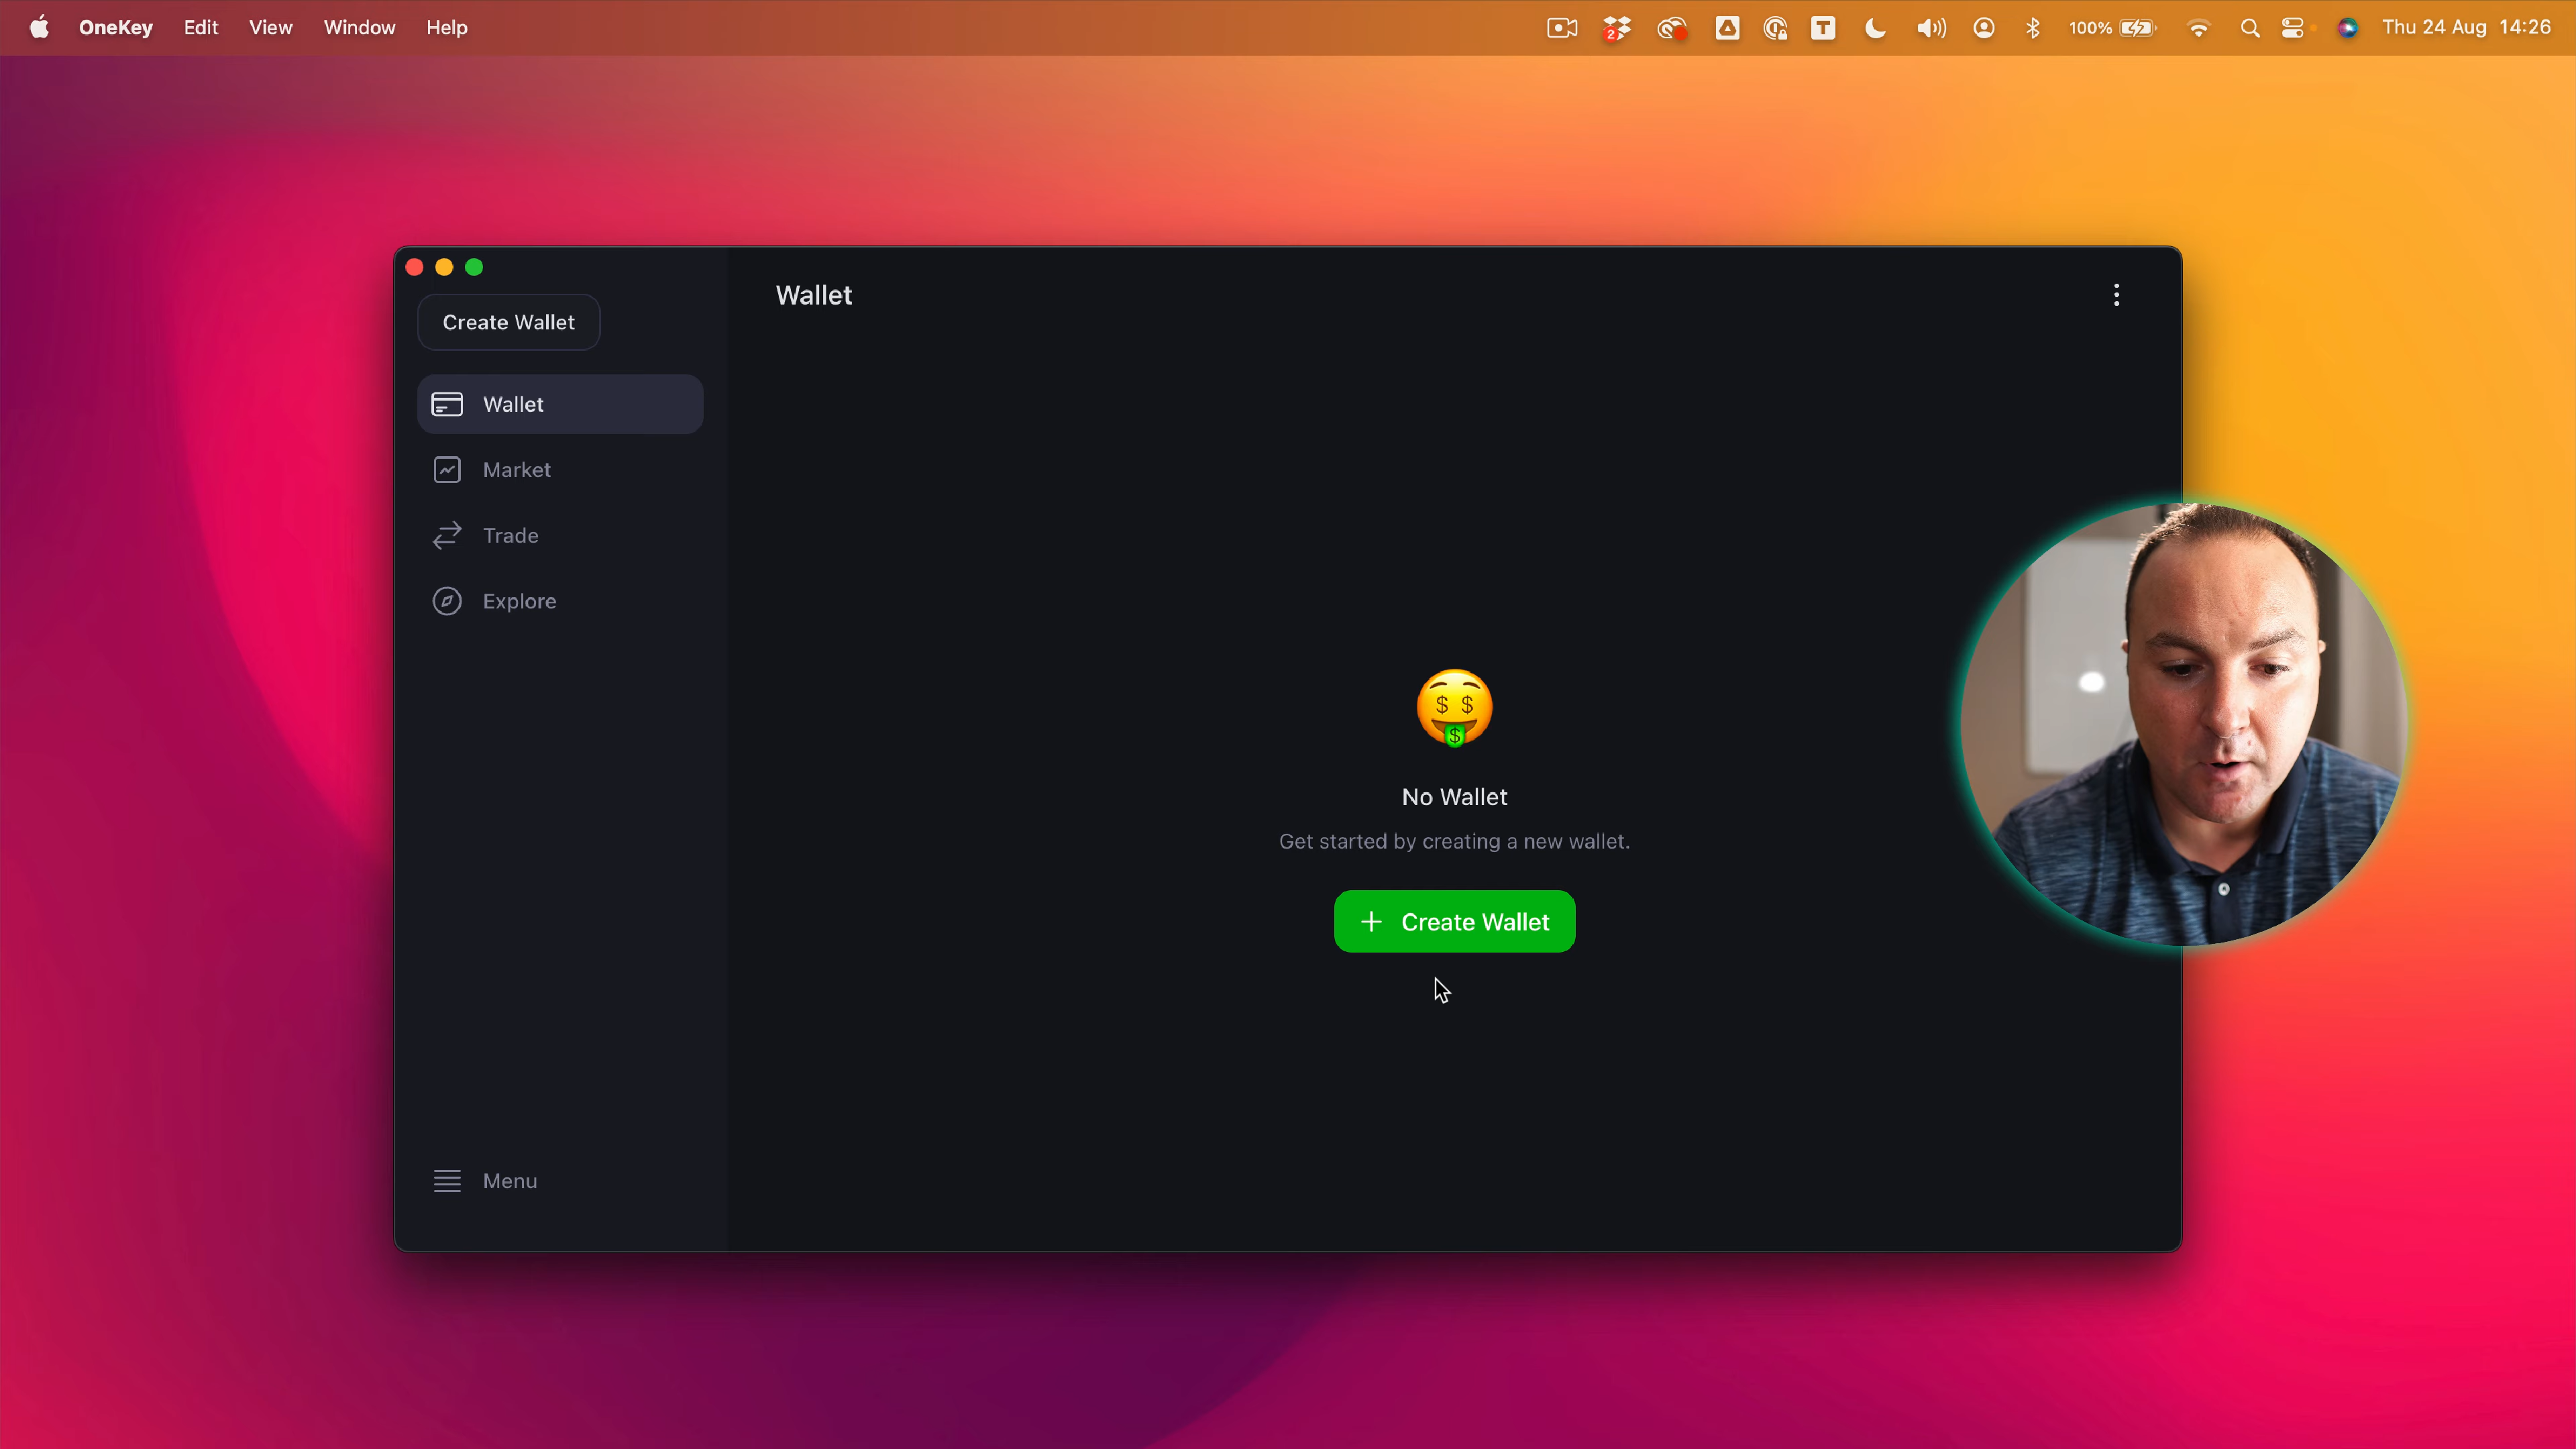 OneKey Edit View Window Help
2
T
100%
Thu 24 Aug 14:26
Create Wallet
Wallet
Market
Trade
Explore
Menu
Wallet
$ $
$
No Wallet
Get started by creating a new wallet.
+ Create Wallet